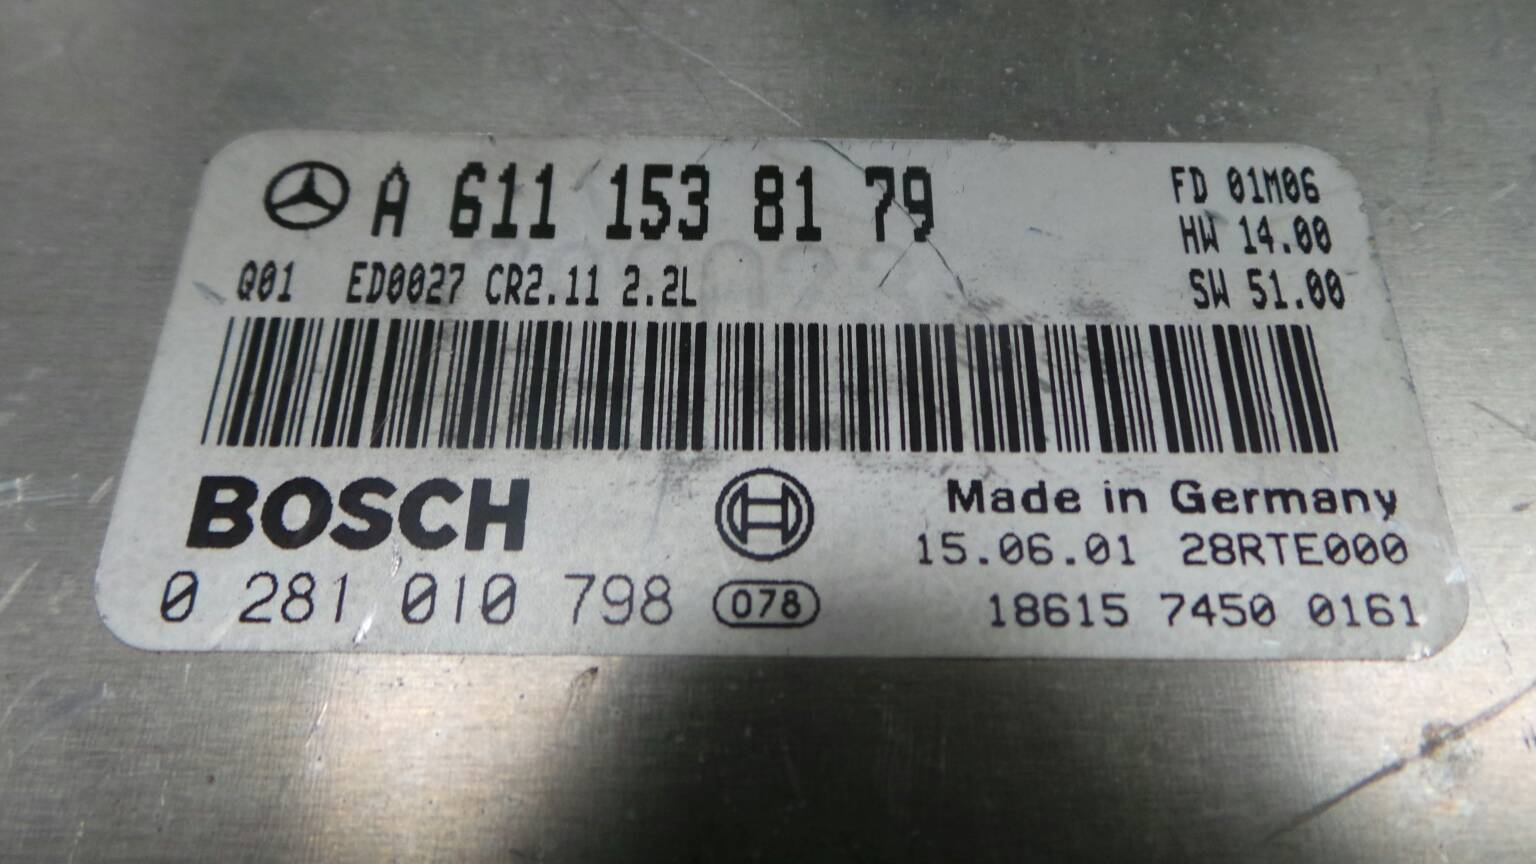 A 611 153 81 79
FD 01M06
HW 14.00
Q01 ED0027 CR2.11 2.2L
SW 51.00
BOSCH
Made in Germany
15.06.01 28RTE000
0 281 010 798 078
18615 7450 0161